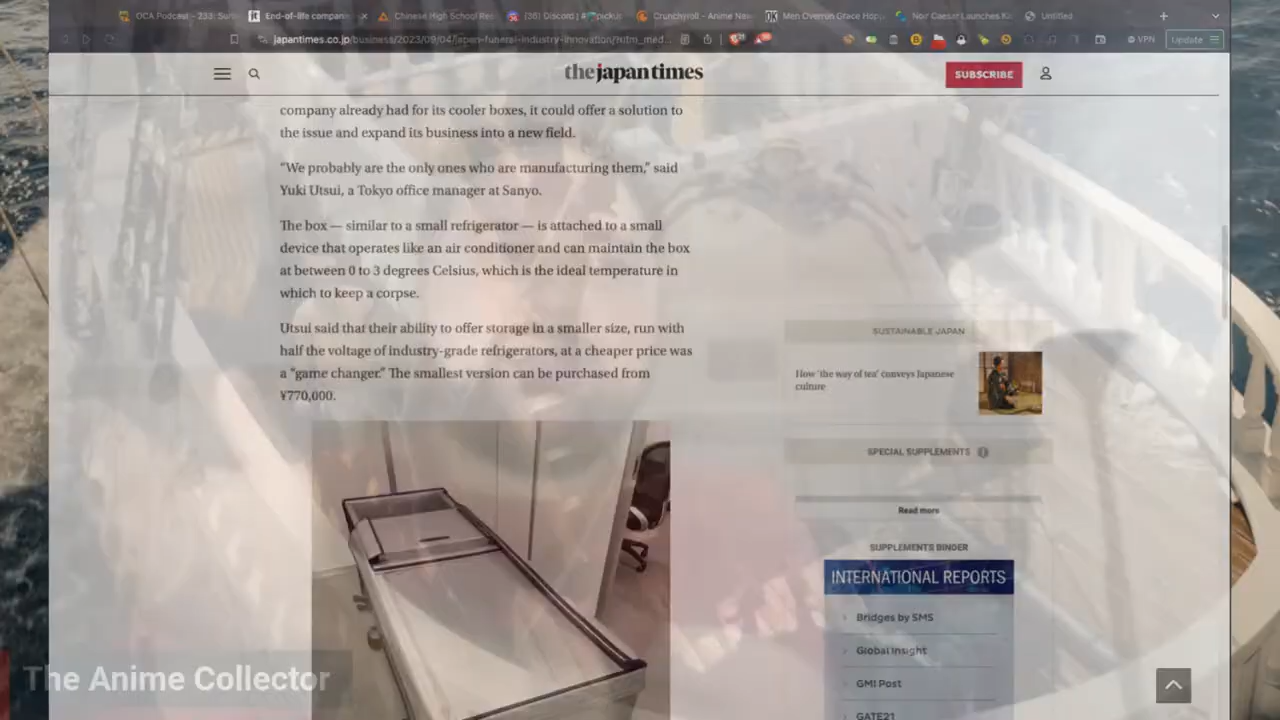 OCA Podcast - 233: Su
End-of-life compan
Chinese High School Re
(36) Discord |
Crunchyroll - Anime
Men Overron Grace Hop
Noir Caesar Launches
Untitled
japantimes.co.jp/business/2023/09/04/japan-funeral-industry-innovation/?utm_med...
VPN
Update
the japan times
SUBSCRIBE
company already had for its cooler boxes, it could offer a solution to
the issue and expand its business into a new field.
“We probably are the only ones who are manufacturing them,” said
Yuki Utsui, a Tokyo office manager at Sanyo.
The box — similar to a small refrigerator — is attached to a small
device that operates like an air conditioner and can maintain the box
at between 0 to 3 degrees Celsius, which is the ideal temperature in
which to keep a corpse.
Utsui said that their ability to offer storage in a smaller size, run with
half the voltage of industry-grade refrigerators, at a cheaper price was
a “game changer.” The smallest version can be purchased from
¥770,000.
SUSTAINABLE JAPAN
How ‘the way of tea’ conveys Japanese
culture
SPECIAL SUPPLEMENTS
Read more
SUPPLEMENTS BINDER
INTERNATIONAL REPORTS
Bridges by SMS
Global Insight
GMI Post
GATE21
The Anime Collector